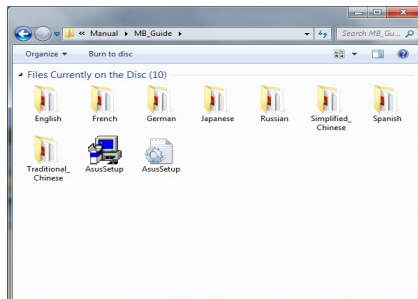 « Manual ▸ MB_Guide ▸
Search MB_Gu...
Organize ▾ Burn to disc
Files Currently on the Disc (10)
English French German Japanese Russian Simplified_ Spanish
Chinese
Traditional_ AsusSetup AsusSetup
Chinese